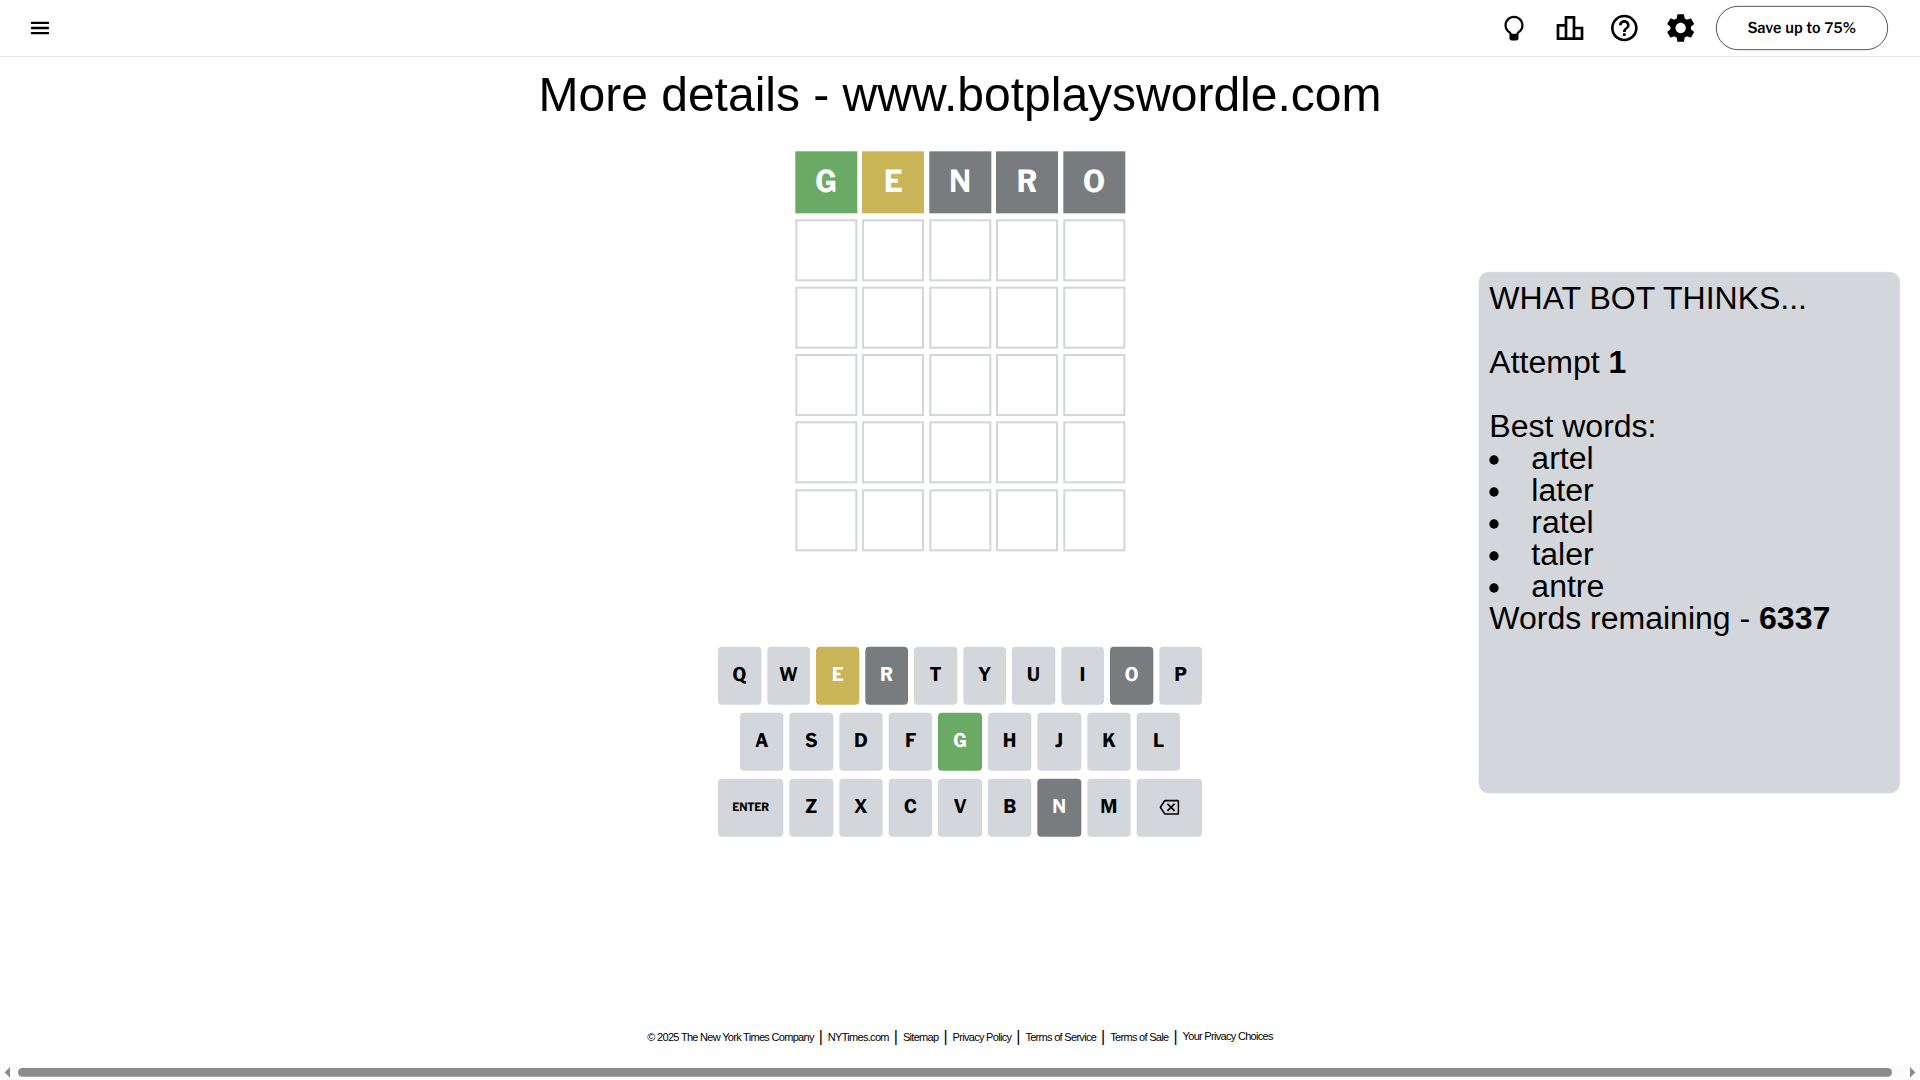 Save up to 75%
More details - www.botplayswordle.com
G E N R O
WHAT BOT THINKS...
Attempt 1
Best words:
• artel
• later
• ratel
• taler
• antre
Words remaining - 6337
Q W E R T Y U I O P
A S D F G H J K L
ENTER Z X C V B N M
© 2025 The New York Times Company | NYTimes.com | Sitemap | Privacy Policy | Terms of Service | Terms of Sale | Your Privacy Choices